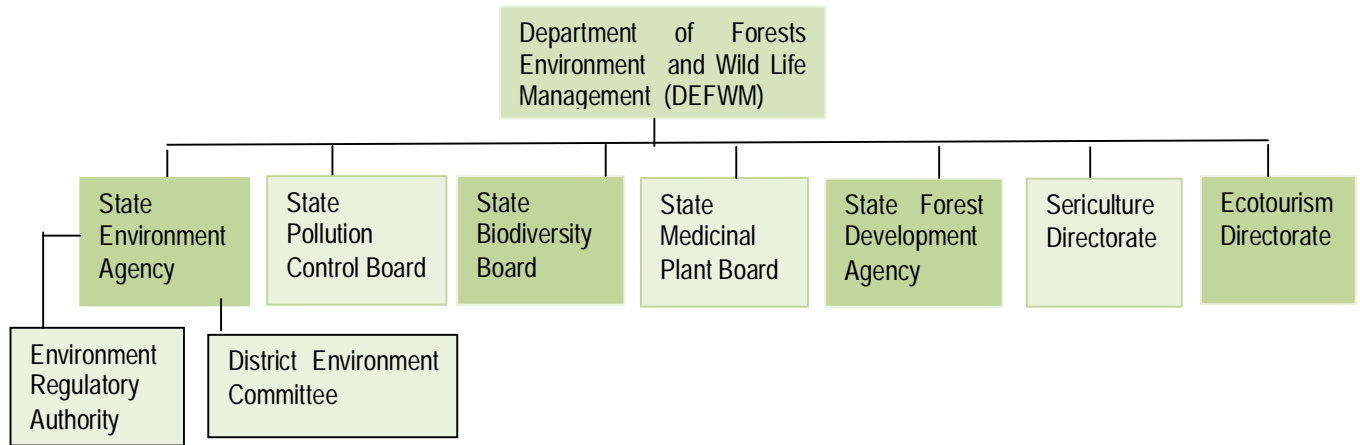 Department of Forests
Environment and Wild Life
Management (DEFWM)
State
Environment
Agency
State
Pollution
Control Board
State
Biodiversity
Board
State
Medicinal
Plant Board
State Forest
Development
Agency
Sericulture
Directorate
Ecotourism
Directorate
Environment
Regulatory
Authority
District Environment
Committee